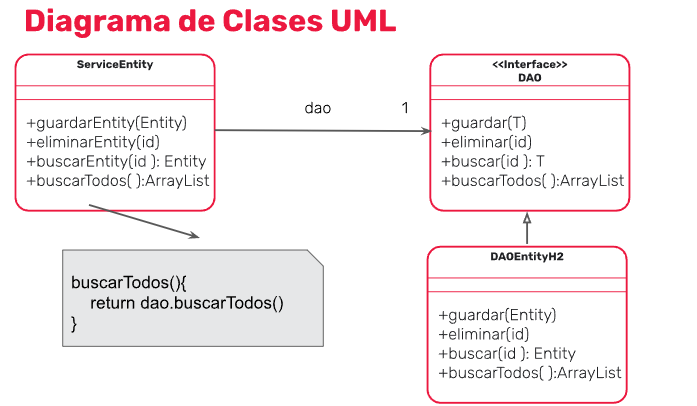 Diagrama de Clases UML
ServiceEntity
+guardarEntity(Entity)
+eliminarEntity(id)
+buscarEntity(id ): Entity
+buscarTodos( ):ArrayList
dao
1
<<Interface>>
DAO
+guardar(T)
+eliminar(id)
+buscar(id ): T
+buscarTodos( ):ArrayList
buscarTodos(){
return dao.buscarTodos()
}
DAOEntityH2
+guardar(Entity)
+eliminar(id)
+buscar(id ): Entity
+buscarTodos( ):ArrayList